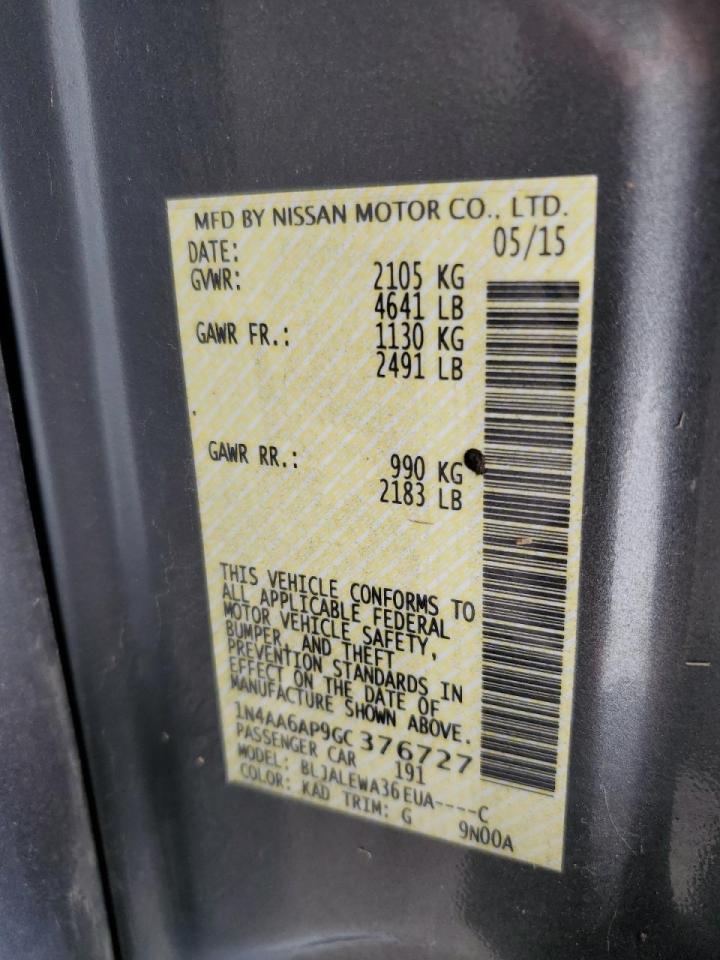 MFD BY NISSAN MOTOR CO., LTD.
DATE: 05/15
GVWR: 2105 KG
4641 LB
GAWR FR.: 1130 KG
2491 LB
GAWR RR.: 990 KG
2183 LB
THIS VEHICLE CONFORMS TO
ALL APPLICABLE FEDERAL
MOTOR VEHICLE SAFETY,
BUMPER, AND THEFT
PREVENTION STANDARDS IN
EFFECT ON THE DATE OF
MANUFACTURE SHOWN ABOVE.
1N4AA6AP9GC 376727
PASSENGER CAR 191
MODEL: BLJALEWA36EUA----C
COLOR: KAD TRIM: G 9N00A